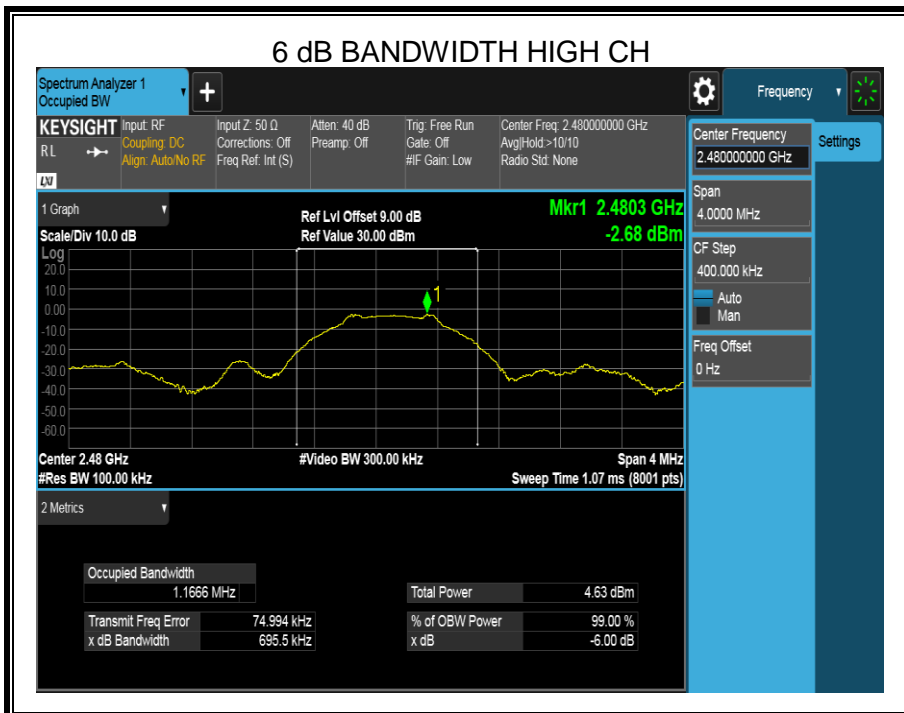 6 dB BANDWIDTH HIGH CH
Spectrum Analyzer 1
Occupied BW
+
Frequency
KEYSIGHT
RL
LXI
Input: RF
Coupling: DC
Align: Auto/No RF
Input Z: 50 Ω
Corrections: Off
Freq Ref: Int (S)
Atten: 40 dB
Preamp: Off
Trig: Free Run
Gate: Off
#IF Gain: Low
Center Freq: 2.480000000 GHz
Avg|Hold:>10/10
Radio Std: None
Center Frequency
2.480000000 GHz
Settings
Span
4.0000 MHz
CF Step
400.000 kHz
Auto
Man
Freq Offset
0 Hz
1 Graph
Scale/Div 10.0 dB
Ref Lvl Offset 9.00 dB
Ref Value 30.00 dBm
Mkr1 2.4803 GHz
-2.68 dBm
Log
20.0
10.0
0.00
-10.0
-20.0
-30.0
-40.0
-50.0
-60.0
1
Center 2.48 GHz
#Video BW 300.00 kHz
Span 4 MHz
#Res BW 100.00 kHz
Sweep Time 1.07 ms (8001 pts)
2 Metrics
Occupied Bandwidth
1.1666 MHz
Total Power 4.63 dBm
Transmit Freq Error 74.994 kHz
% of OBW Power 99.00 %
x dB Bandwidth 695.5 kHz
x dB -6.00 dB